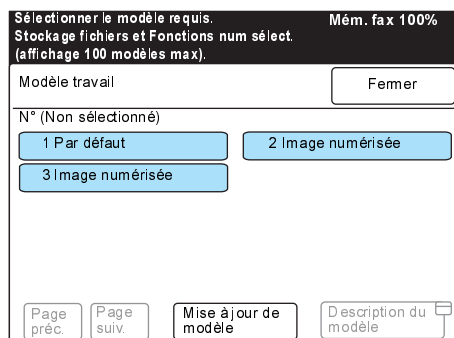 Sélectionner le modèle requis.
Mém. fax 100%
Stockage fichiers et Fonctions num sélect.
(affichage 100 modèles max).
Modèle travail
Fermer
N° (Non sélectionné)
1 Par défaut
2 Image numérisée
3 Image numérisée
Page
préc.
Page
suiv.
Mise à jour de
modèle
Description du
modèle